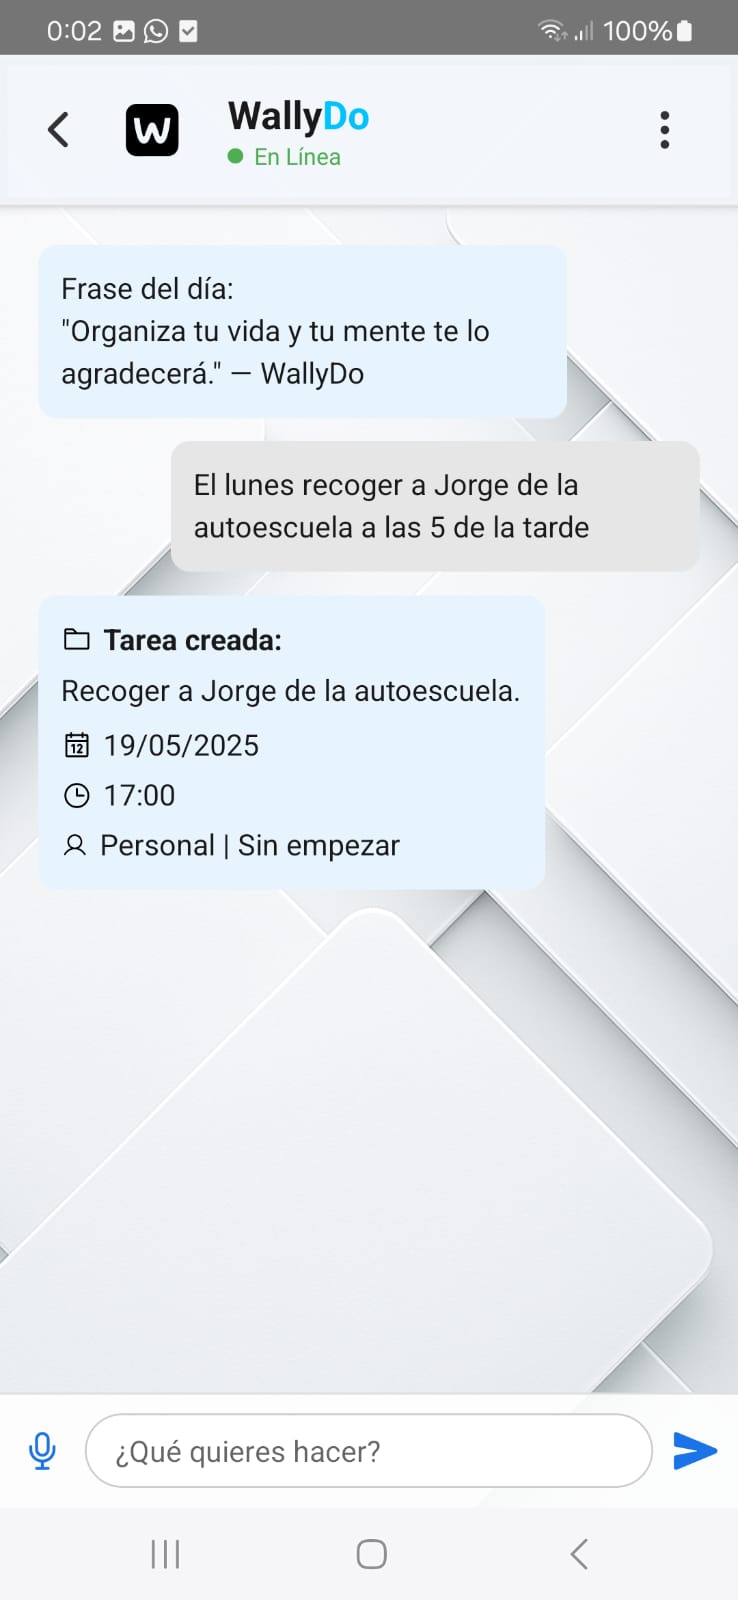 0:02 100%
W WallyDo
En Línea
Frase del día:
"Organiza tu vida y tu mente te lo
agradecerá." — WallyDo
El lunes recoger a Jorge de la
autoescuela a las 5 de la tarde
Tarea creada:
Recoger a Jorge de la autoescuela.
12 19/05/2025
17:00
Personal | Sin empezar
¿Qué quieres hacer?